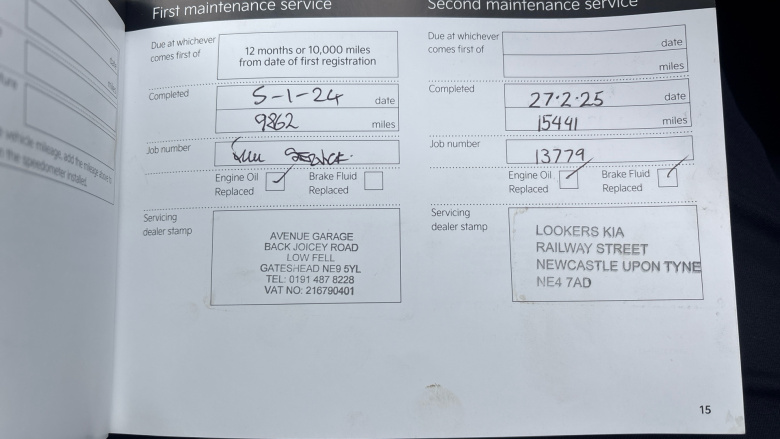 First maintenance service
Due at whichever
comes first of
12 months or 10,000 miles
from date of first registration
Completed
5-1-24 date
9862 miles
Job number
Full SERVICE.
Engine Oil
Replaced
Brake Fluid
Replaced
Servicing
dealer stamp
AVENUE GARAGE
BACK JOICEY ROAD
LOW FELL
GATESHEAD NE9 5YL
TEL: 0191 487 8228
VAT NO: 216790401
Second maintenance service
Due at whichever
comes first of
date
miles
Completed
27.2.25 date
15441 miles
Job number
13779
Engine Oil
Replaced
Brake Fluid
Replaced
Servicing
dealer stamp
LOOKERS KIA
RAILWAY STREET
NEWCASTLE UPON TYNE
NE4 7AD
15